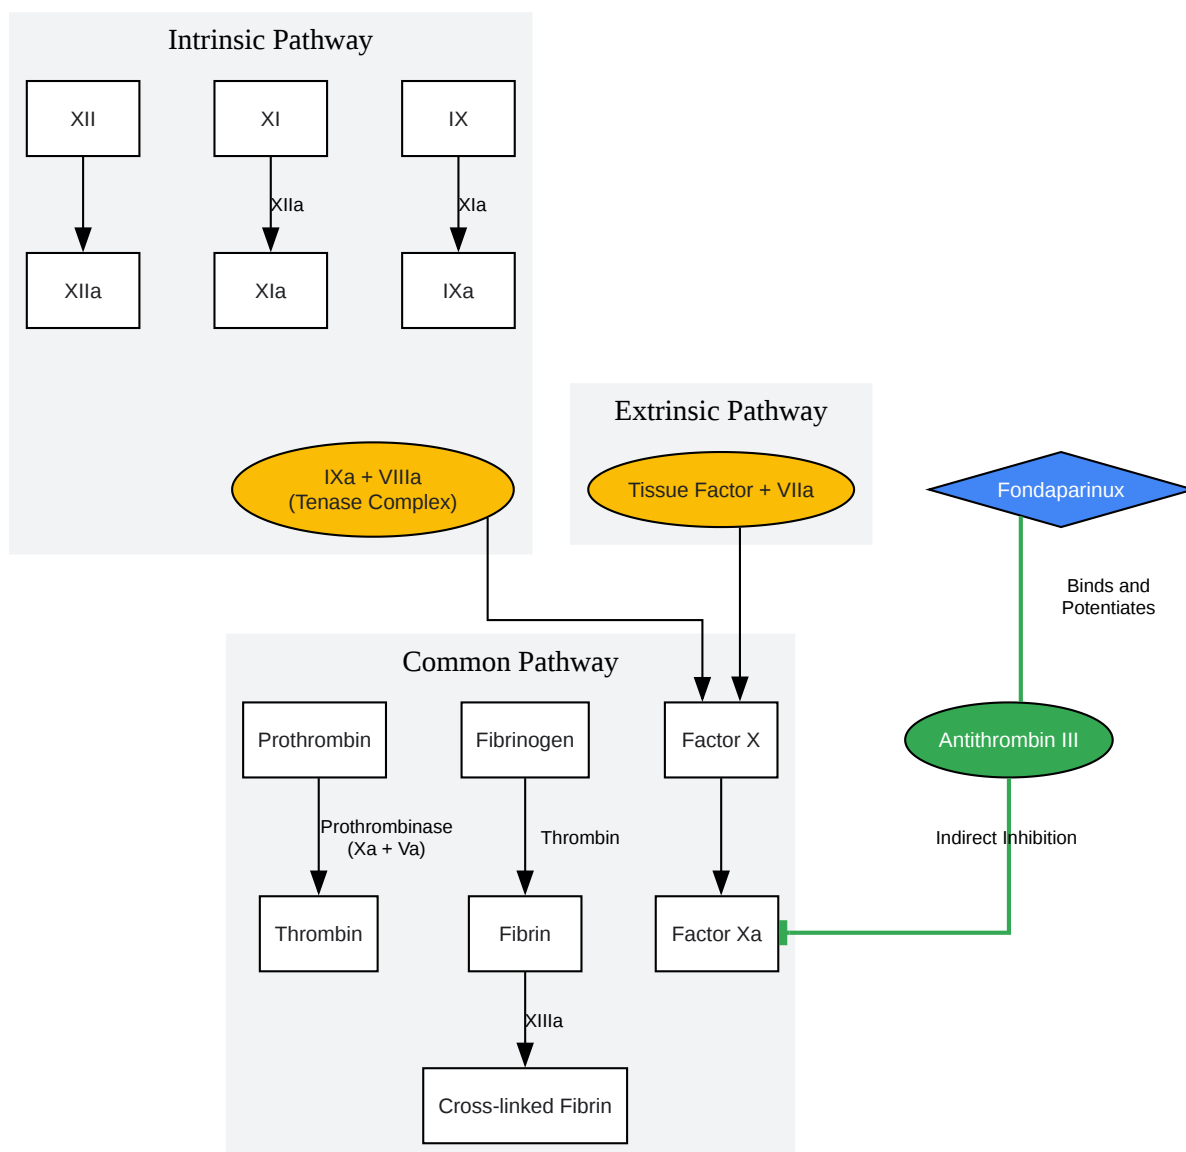 Intrinsic Pathway
XII
XI
IX
XIIa
XIa
XIIa
XIa
IXa
Extrinsic Pathway
IXa + VIIIa
(Tenase Complex)
Tissue Factor + VIIa
Fondaparinux
Binds and
Potentiates
Common Pathway
Prothrombin
Fibrinogen
Factor X
Antithrombin III
Prothrombinase
(Xa + Va)
Thrombin
Indirect Inhibition
Thrombin
Fibrin
Factor Xa
XIIIa
Cross-linked Fibrin